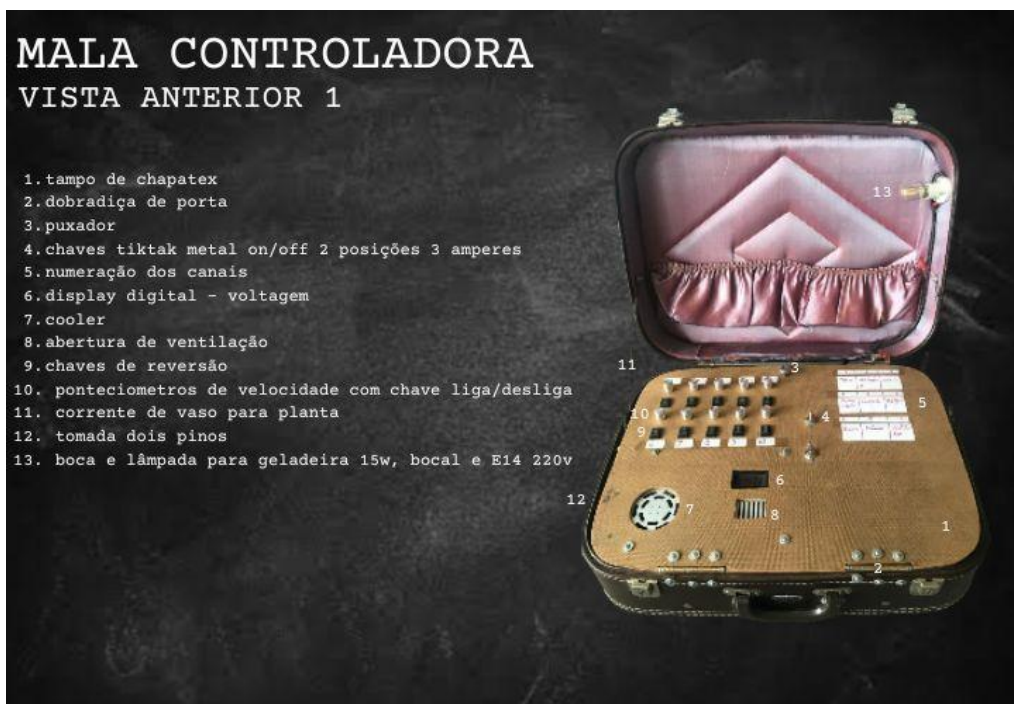 MALA CONTROLADORA
VISTA ANTERIOR 1
1.tampo de chapatex
2.dobradiça de porta
3.puxador
4.chaves tiktak metal on/off 2 posições 3 amperes
5.numeração dos canais
6.display digital - voltagem
7.cooler
8.abertura de ventilação
9.chaves de reversão
10. ponteciometros de velocidade com chave liga/desliga
11. corrente de vaso para planta
12. tomada dois pinos
13. boca e lâmpada para geladeira 15w, bocal e E14 220v
13
11
3
5
10
4
9
6
12
7
8
1
2